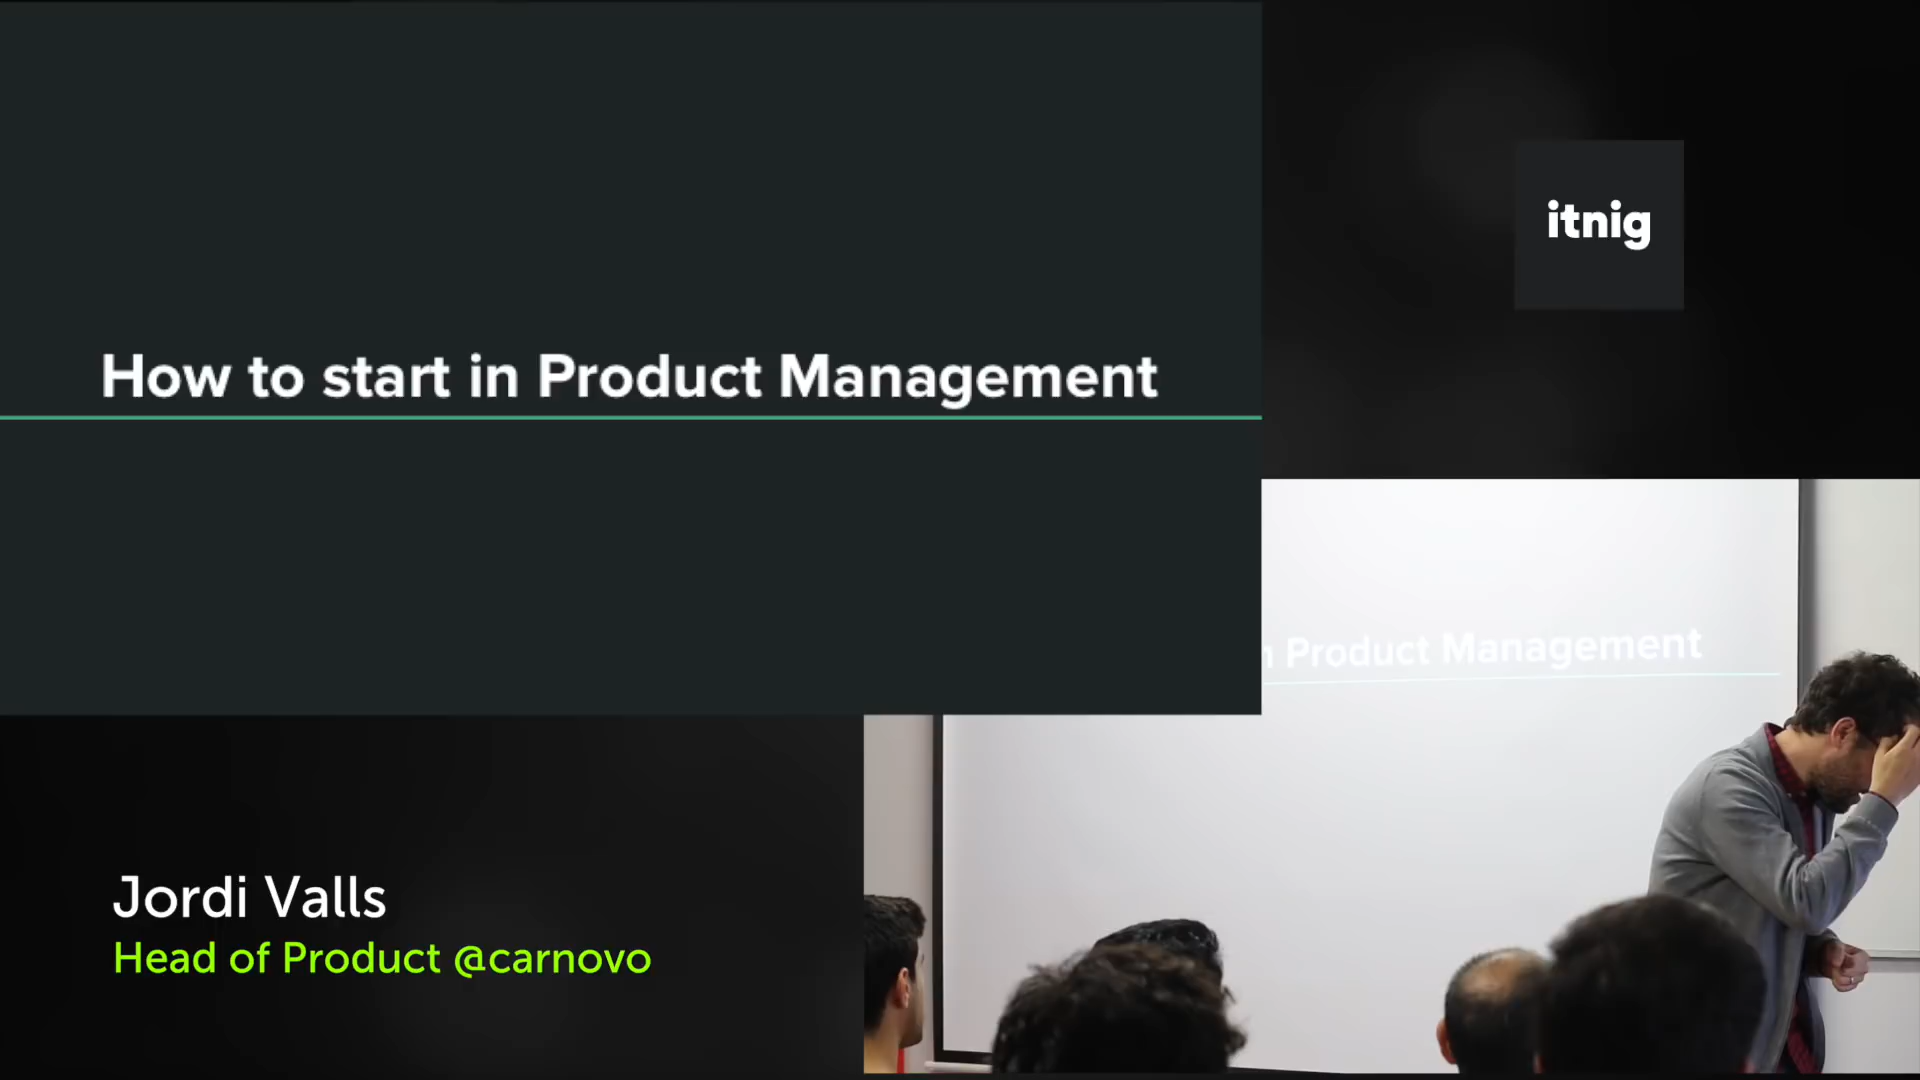 How to start in Product Management
itnig
Product Management
Jordi Valls
Head of Product @carnovo